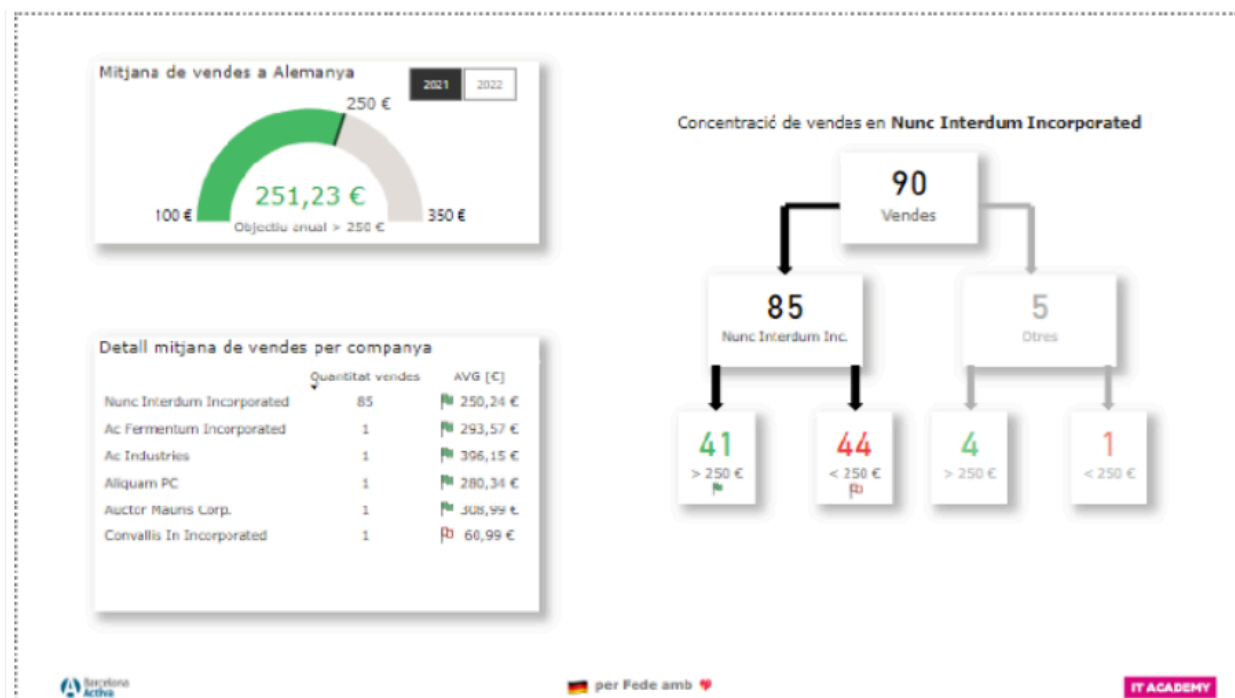 Mitjana de vendes a Alemanya
2021 2022
250 €
251,23 €
100 € 350 €
Objectiu anual > 250 €
Detall mitjana de vendes per companya
Quantitat vendes AVG [€]
Nunc Interdum Incorporated 85 250,24 €
Ac Fermentum Incorporated 1 293,57 €
Ac Industries 1 396,15 €
Aliquam PC 1 280,34 €
Auctor Mauris Corp. 1 308,99 €
Convallis In Incorporated 1 60,99 €
Concentració de vendes en Nunc Interdum Incorporated
90
Vendes
85 5
Nunc Interdum Inc. Otres
41 44 4 1
> 250 € < 250 € > 250 € < 250 €
Barcelona
Activa
per Fede amb
IT ACADEMY